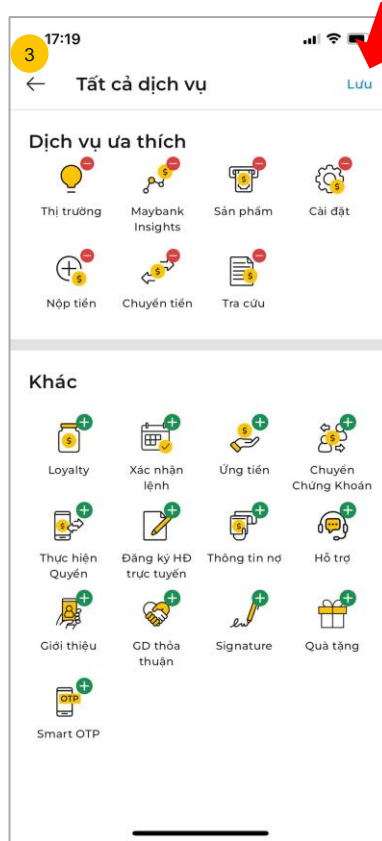 17:19
3
Tất cả dịch vụ
Lưu
Dịch vụ ưa thích
Thị trường
Maybank
Insights
Sản phẩm
Cài đặt
Nộp tiền
Chuyển tiền
Tra cứu
Khác
Loyalty
Xác nhận
lệnh
Ứng tiền
Chuyển
Chứng Khoán
Thực hiện
Quyền
Đăng ký HĐ
trực tuyến
Thông tin nợ
Hỗ trợ
Giới thiệu
GD thỏa
thuận
Signature
Quà tặng
OTP
Smart OTP